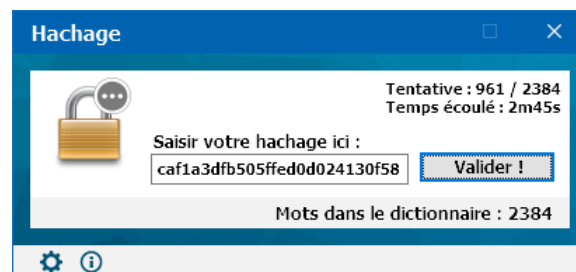 Hachage
Tentative : 961 / 2384
Temps écoulé : 2m45s
Saisir votre hachage ici :
caf1a3dfb505ffed0d024130f58
Valider !
Mots dans le dictionnaire : 2384